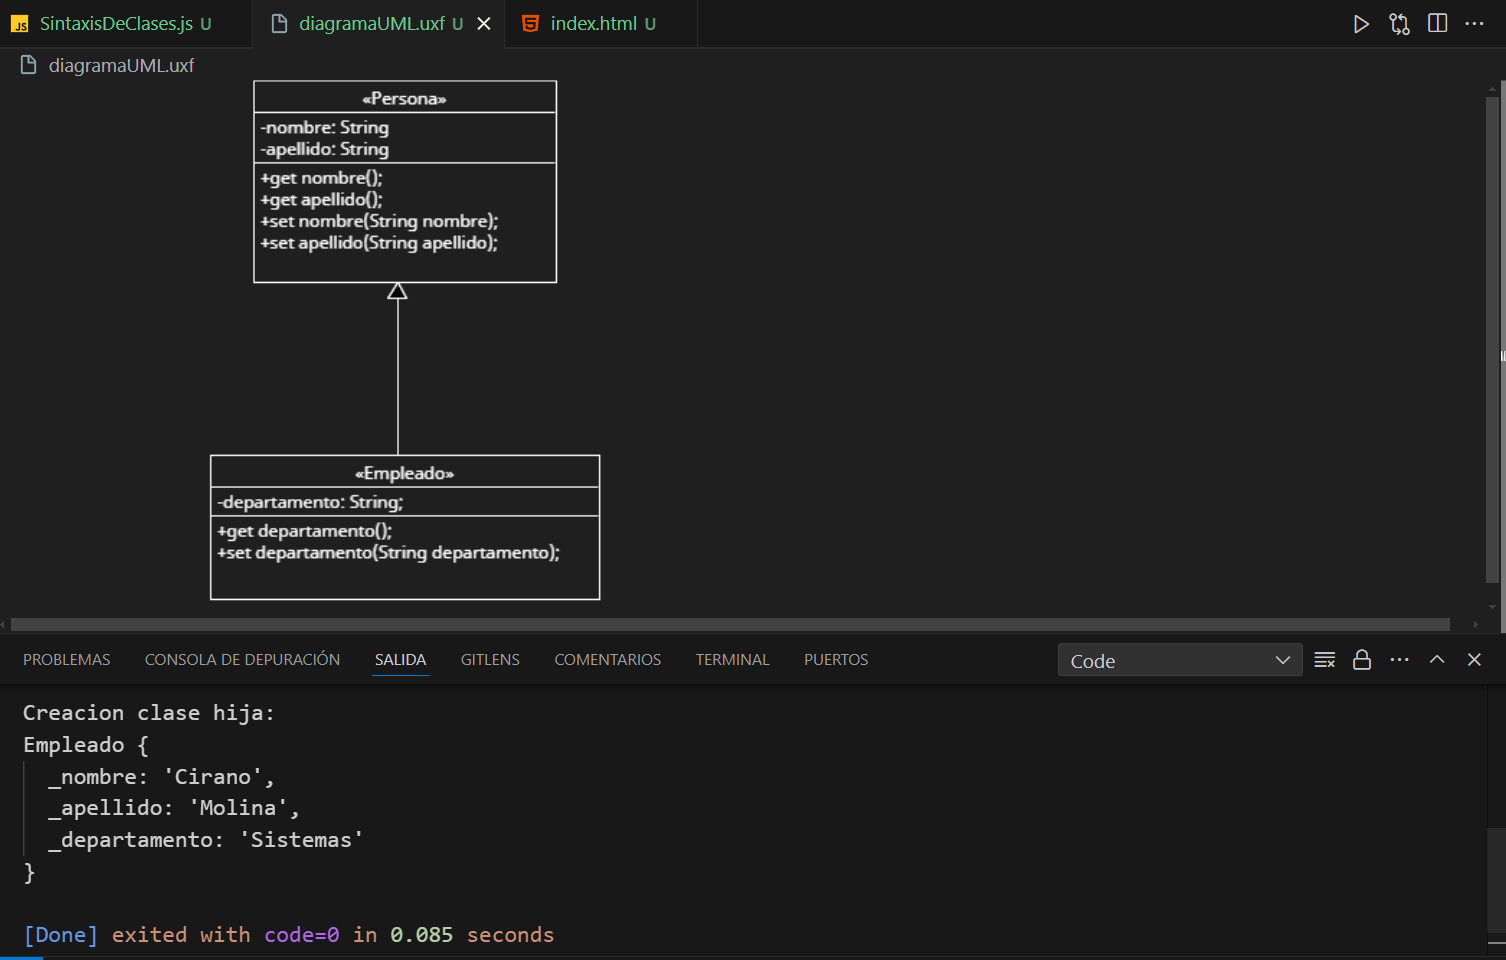 JS SintaxisDeClases.js U
diagramaUML.uxf U
index.html U
diagramaUML.uxf
«Persona»
-nombre: String
-apellido: String
+get nombre();
+get apellido();
+set nombre(String nombre);
+set apellido(String apellido);
«Empleado»
-departamento: String;
+get departamento();
+set departamento(String departamento);
PROBLEMAS CONSOLA DE DEPURACIÓN SALIDA GITLENS COMENTARIOS TERMINAL PUERTOS Code
Creacion clase hija:
Empleado {
_nombre: 'Cirano',
_apellido: 'Molina',
_departamento: 'Sistemas'
}
[Done] exited with code=0 in 0.085 seconds